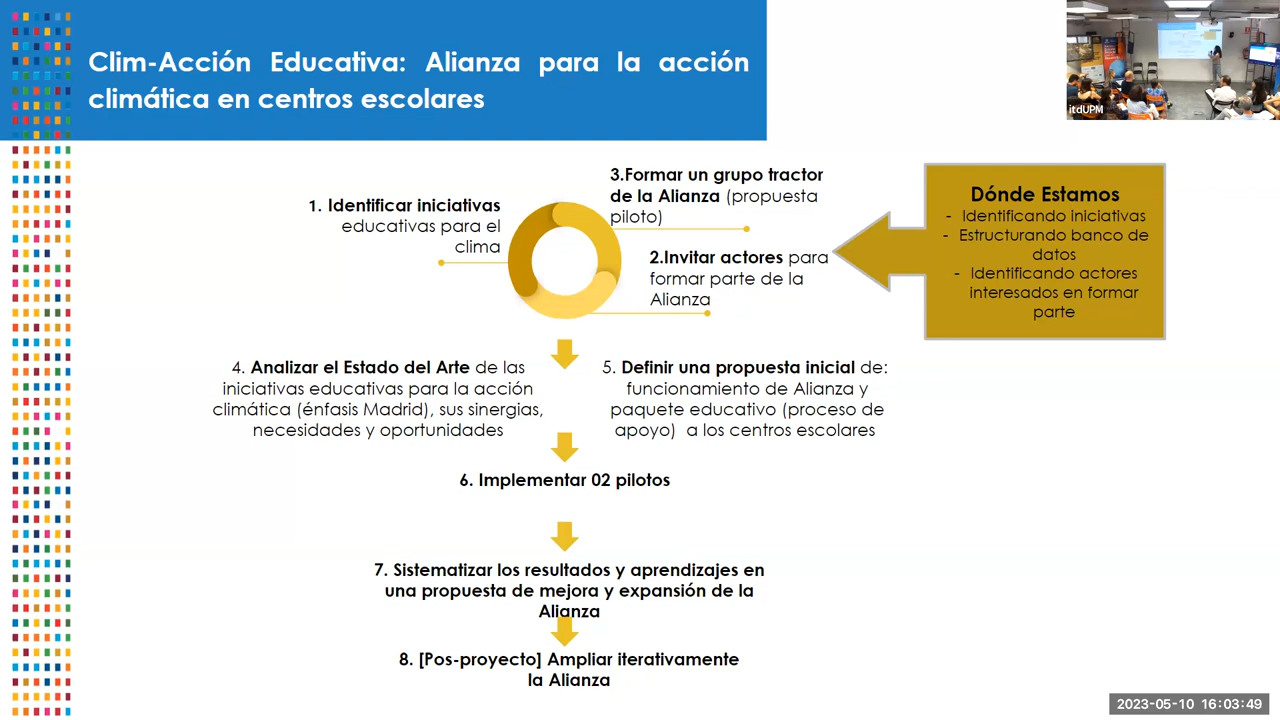 Clim-Acción Educativa: Alianza para la acción
climática en centros escolares
itdUPM
1. Identificar iniciativas
educativas para el
clima
3.Formar un grupo tractor
de la Alianza (propuesta
piloto)
2.Invitar actores para
formar parte de la
Alianza
Dónde Estamos
- Identificando iniciativas
- Estructurando banco de
datos
- Identificando actores
interesados en formar
parte
4. Analizar el Estado del Arte de las
iniciativas educativas para la acción
climática (énfasis Madrid), sus sinergias,
necesidades y oportunidades
5. Definir una propuesta inicial de:
funcionamiento de Alianza y
paquete educativo (proceso de
apoyo) a los centros escolares
6. Implementar 02 pilotos
7. Sistematizar los resultados y aprendizajes en
una propuesta de mejora y expansión de la
Alianza
8. [Pos-proyecto] Ampliar iterativamente
la Alianza
2023-05-10 16:03:49